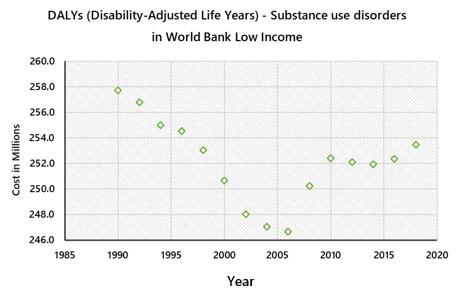 DALYs (Disability-Adjusted Life Years) - Substance use disorders
in World Bank Low Income
260.0
258.0
256.0
254.0
252.0
250.0
248.0
246.0
Cost in Millions
1985 1990 1995 2000 2005 2010 2015 2020
Year